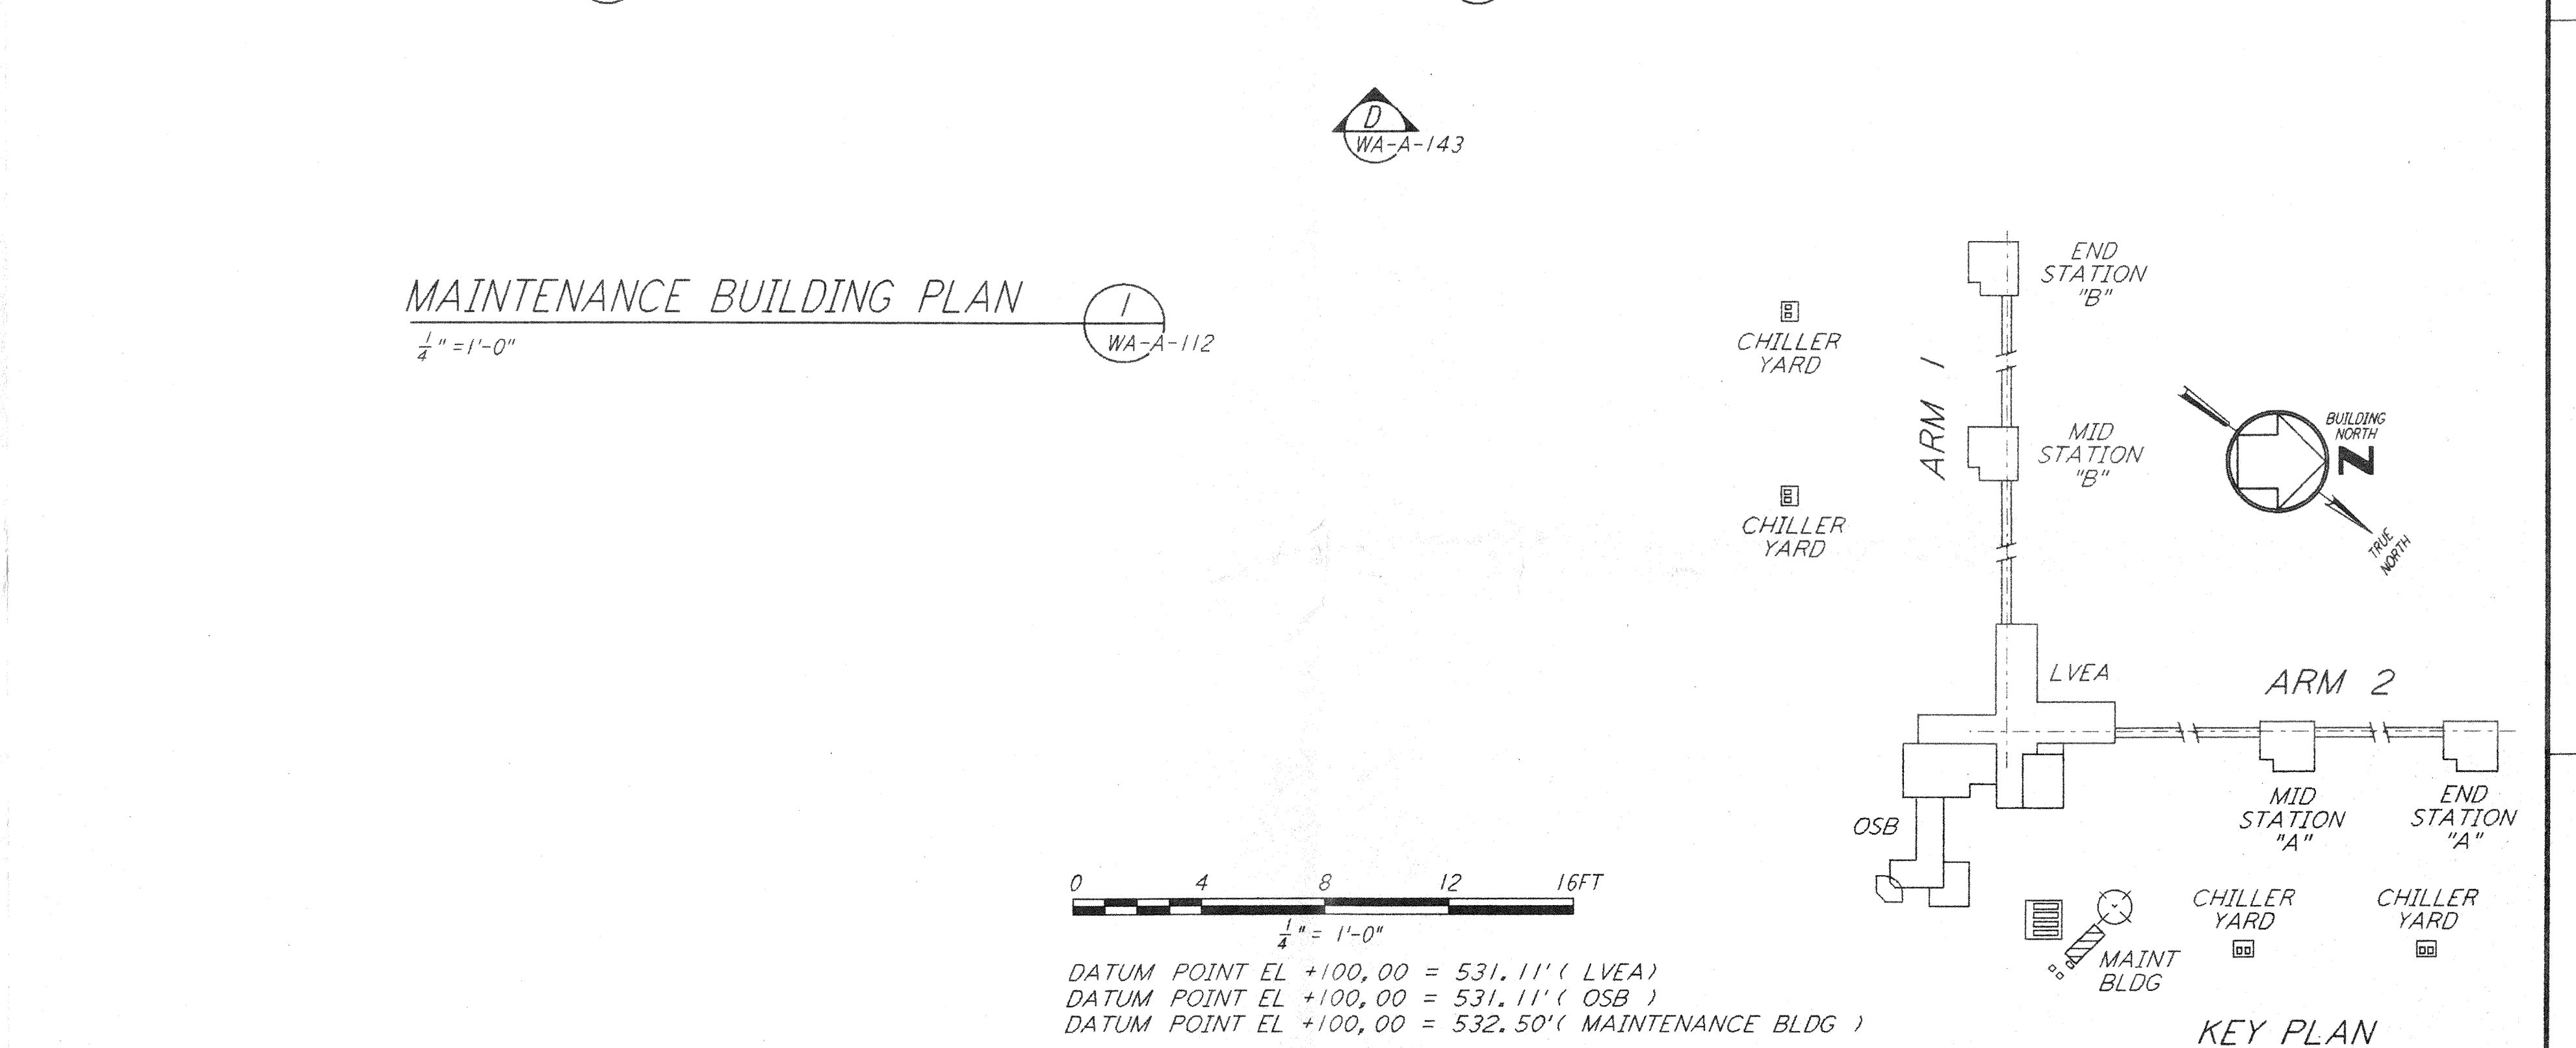 D
WA-A-143
MAINTENANCE BUILDING PLAN
1
1/4" =1'-0"
WA-A-112
END
STATION
"B"
CHILLER
YARD
ARM 1
MID
STATION
"B"
CHILLER
YARD
BUILDING
NORTH
N
TRUE
NORTH
LVEA
ARM 2
MID
STATION
"A"
END
STATION
"A"
OSB
CHILLER
YARD
CHILLER
YARD
MAINT
BLDG
KEY PLAN
0 4 8 12 16FT
1/4" = 1'-0"
DATUM POINT EL +100,00 = 531.11'( LVEA)
DATUM POINT EL +100,00 = 531.11'( OSB )
DATUM POINT EL +100,00 = 532.50'( MAINTENANCE BLDG )